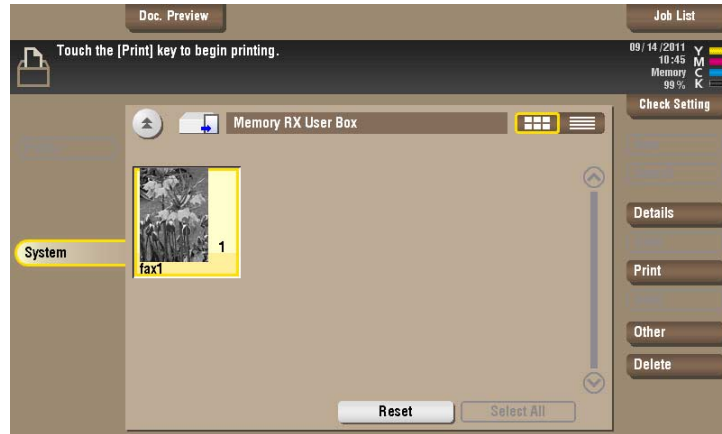 Doc. Preview
Job List
Touch the [Print] key to begin printing.
09/14/2011
10:45
Memory
99%
Y
M
C
K
Check Setting
Memory RX User Box
Details
System
1
fax1
Print
Other
Delete
Reset
Select All